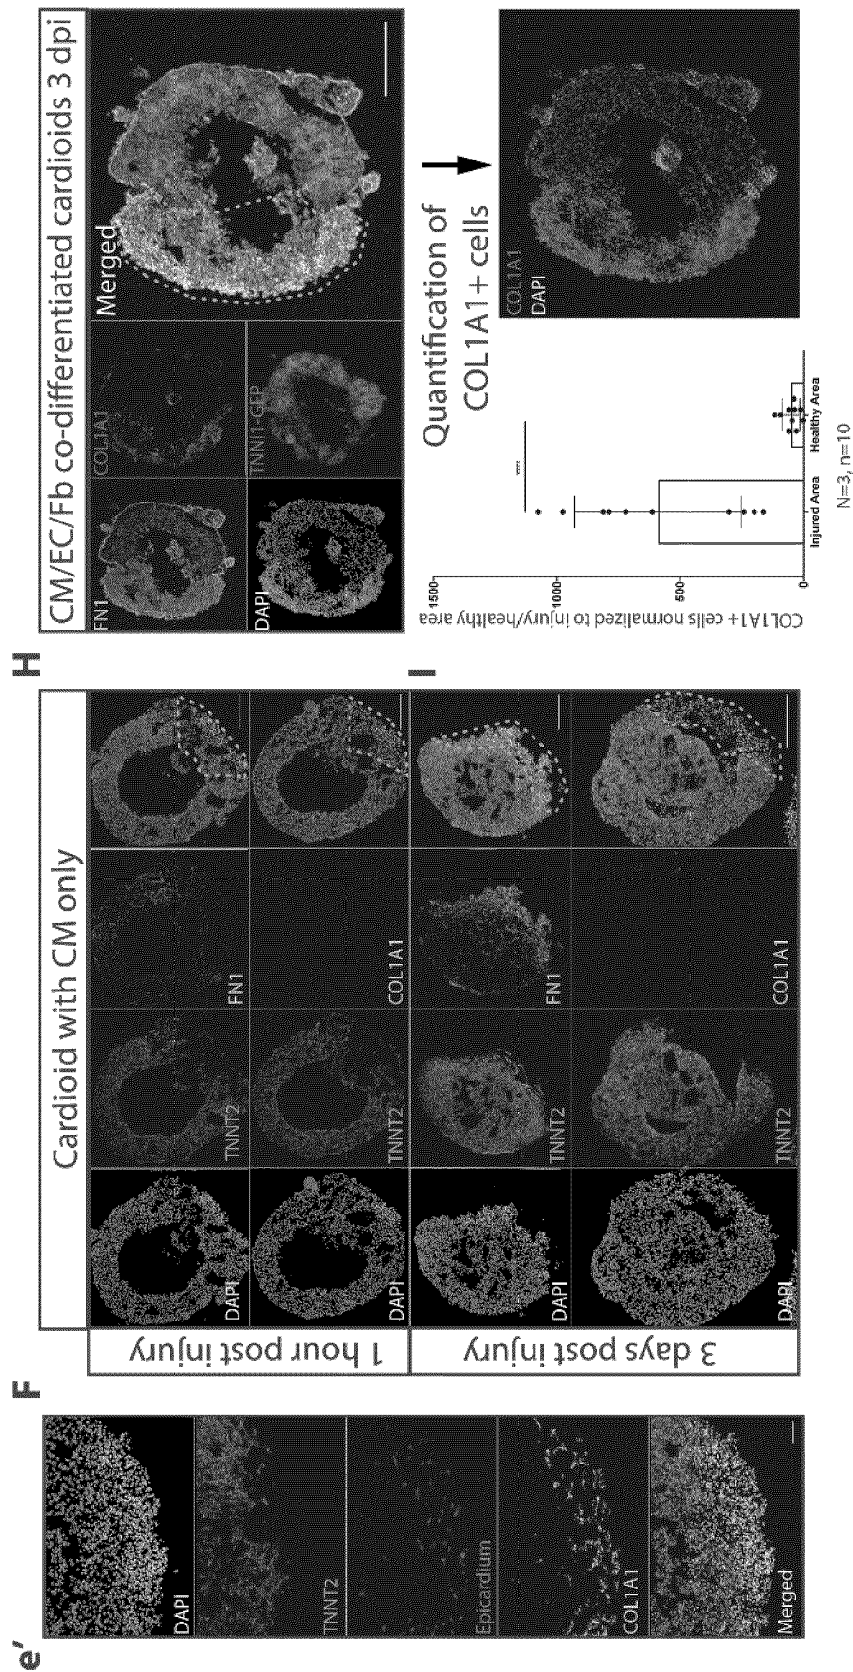 e'
DAPI
TNNT2
Epicardium
COL1A1
Merged
F
Cardioid with CM only
1 hour post injury
DAPI
TNNT2
FN1
DAPI
TNNT2
COL1A1
3 days post injury
DAPI
TNNT2
FN1
DAPI
TNNT2
COL1A1
H
CM/EC/Fb co-differentiated cardioids 3 dpi
FN1
COL1A1
Merged
DAPI
TNNI1-GFP
I
Quantification of
COL1A1+ cells
COL1A1+ cells normalized to injury/healthy area
1500
1000
500
0
****
Injured Area
Healthy Area
N=3, n=10
COL1A1
DAPI